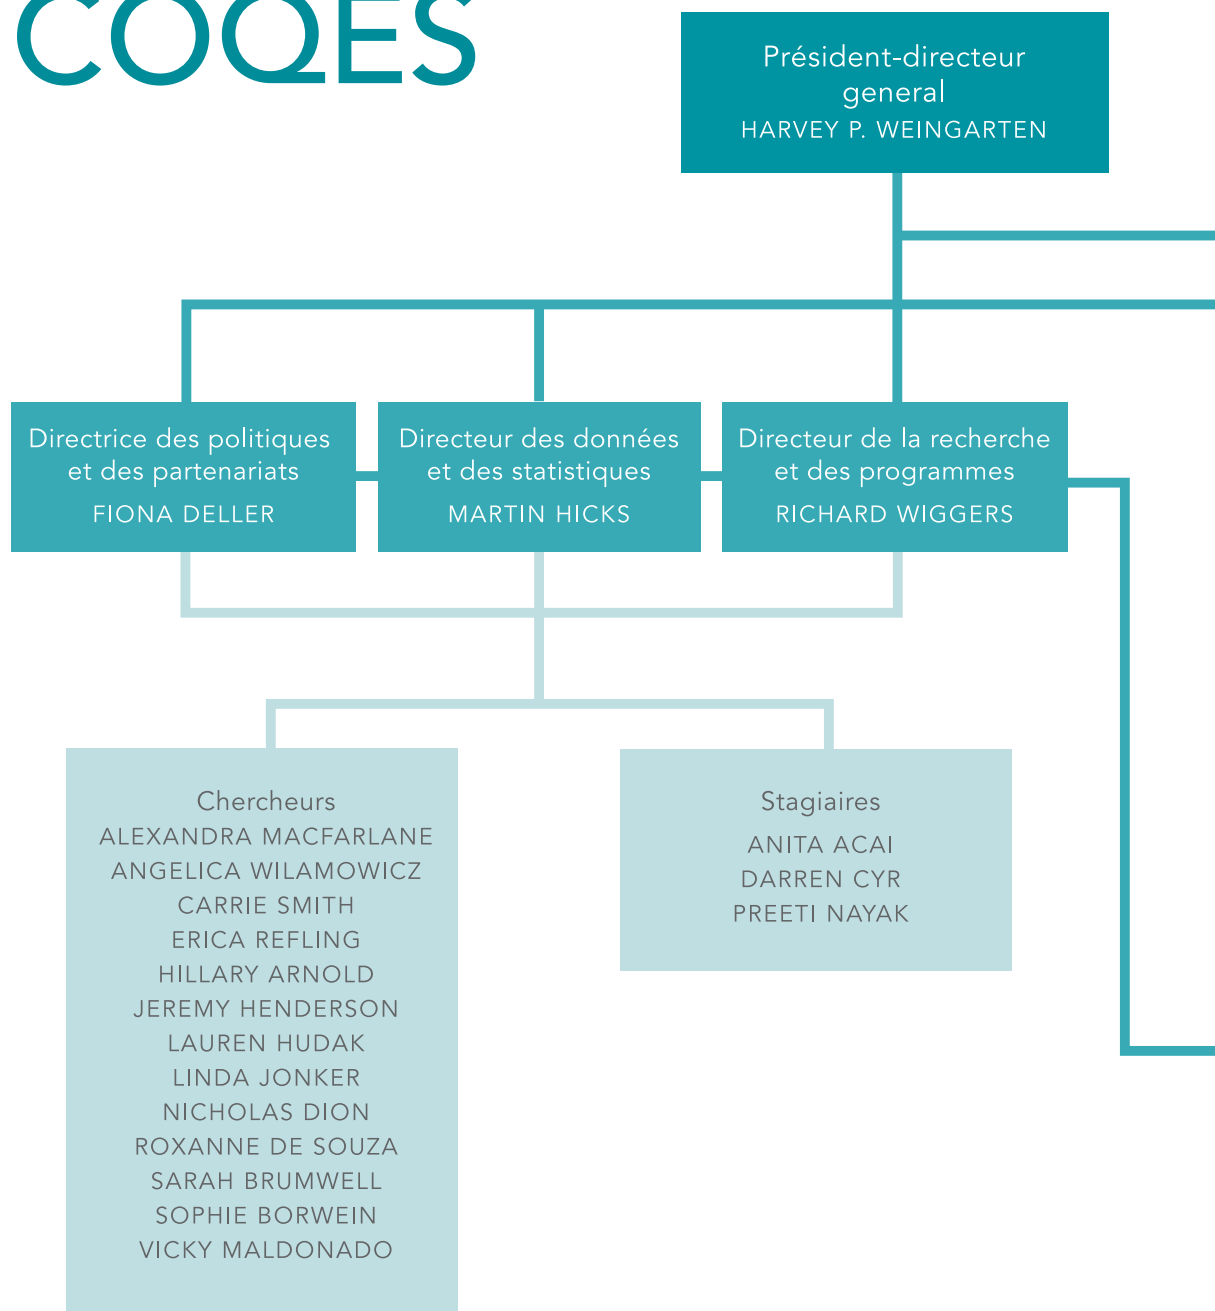 COQES
Président-directeur
general
HARVEY P. WEINGARTEN
Directrice des politiques
et des partenariats
FIONA DELLER
Directeur des données
et des statistiques
MARTIN HICKS
Directeur de la recherche
et des programmes
RICHARD WIGGERS
Chercheurs
ALEXANDRA MACFARLANE
ANGELICA WILAMOWICZ
CARRIE SMITH
ERICA REFLING
HILLARY ARNOLD
JEREMY HENDERSON
LAUREN HUDAK
LINDA JONKER
NICHOLAS DION
ROXANNE DE SOUZA
SARAH BRUMWELL
SOPHIE BORWEIN
VICKY MALDONADO
Stagiaires
ANITA ACAI
DARREN CYR
PREETI NAYAK